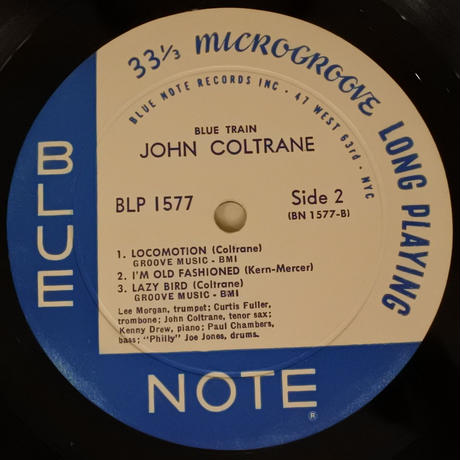 33 1/3 MICROGROOVE LONG PLAYING
BLUE NOTE RECORDS INC · 47 WEST 63rd · NYC
BLUE TRAIN
JOHN COLTRANE
BLP 1577
Side 2
(BN 1577-B)
1. LOCOMOTION (Coltrane)
GROOVE MUSIC - BMI
2. I'M OLD FASHIONED (Kern-Mercer)
3. LAZY BIRD (Coltrane)
GROOVE MUSIC - BMI
Lee Morgan, trumpet; Curtis Fuller,
trombone; John Coltrane, tenor sax;
Kenny Drew, piano; Paul Chambers,
bass; "Philly" Joe Jones, drums.
BLUE
NOTE
®